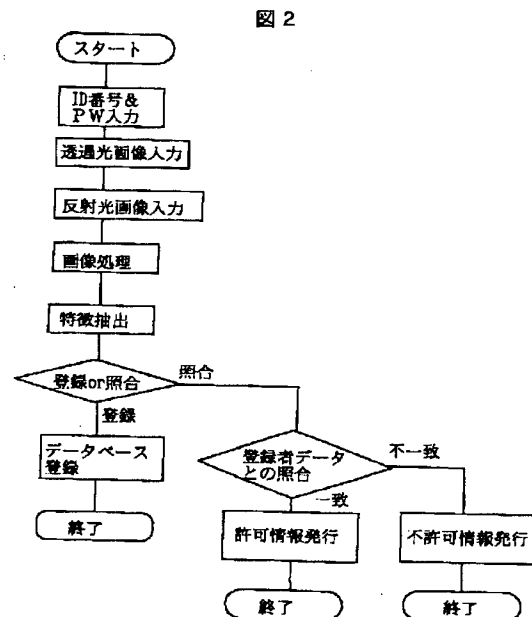 図2
スタート
ID番号&
PW入力
透過光画像入力
反射光画像入力
画像処理
特徴抽出
登録or照合
照合
登録
データベース
登録
終了
登録者データ
との照合
不一致
一致
許可情報発行
不許可情報発行
終了
終了